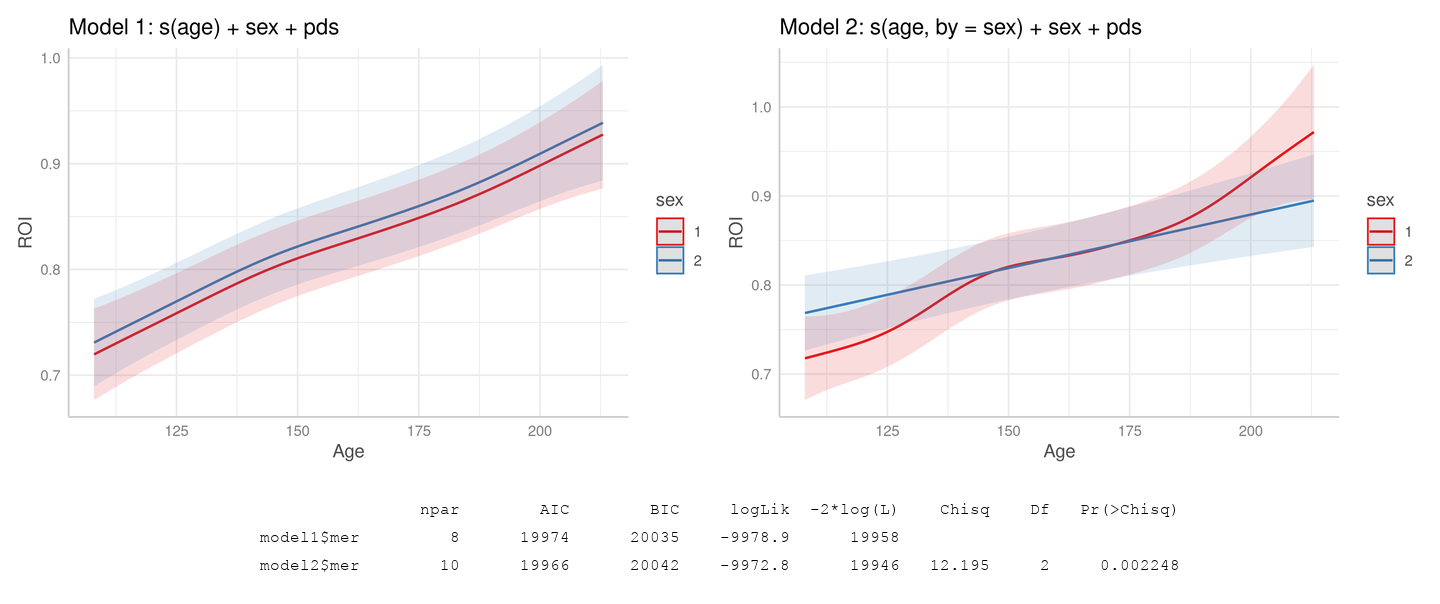 Model 1: s(age) + sex + pds
1.0
0.9
0.8
0.7
ROI
125 150 175 200
Age
sex
1
2
Model 2: s(age, by = sex) + sex + pds
1.0
0.9
0.8
0.7
ROI
125 150 175 200
Age
sex
1
2
npar AIC BIC logLik -2*log(L) Chisq Df Pr(>Chisq)
model1$mer 8 19974 20035 -9978.9 19958
model2$mer 10 19966 20042 -9972.8 19946 12.195 2 0.002248